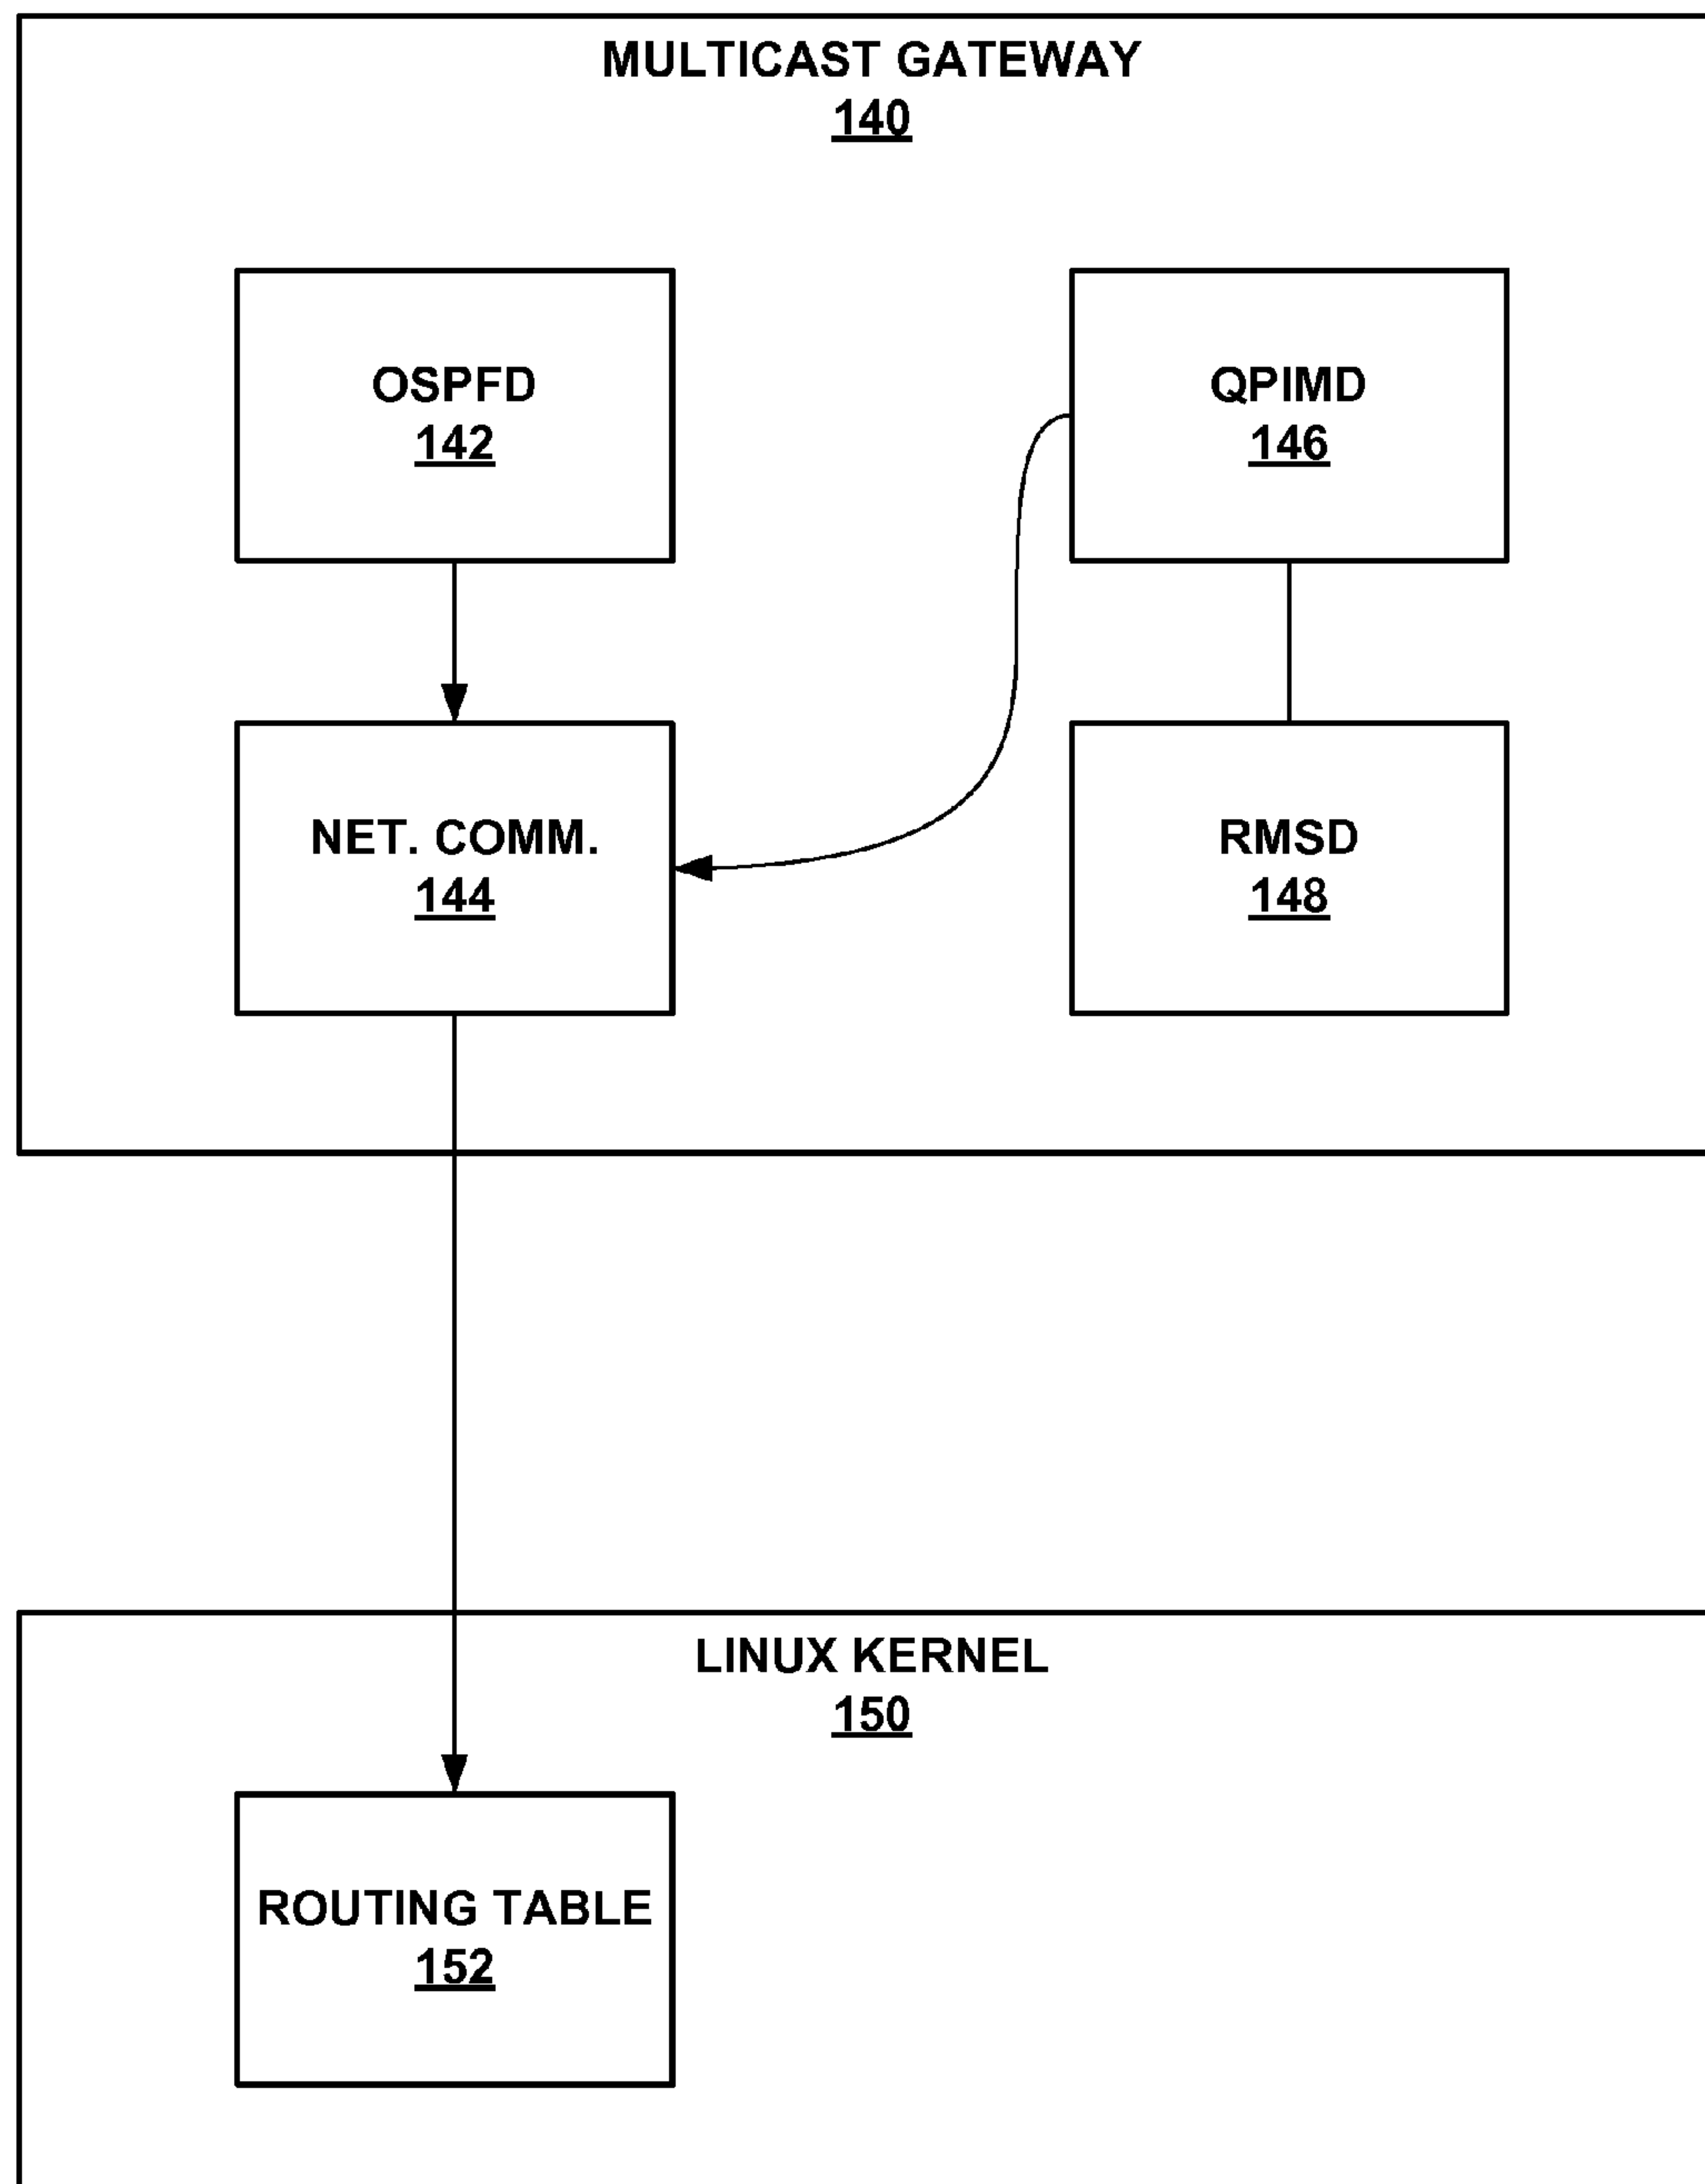 MULTICAST GATEWAY
140
OSPFD
142
QPIMD
146
NET. COMM.
144
RMSD
148
LINUX KERNEL
150
ROUTING TABLE
152